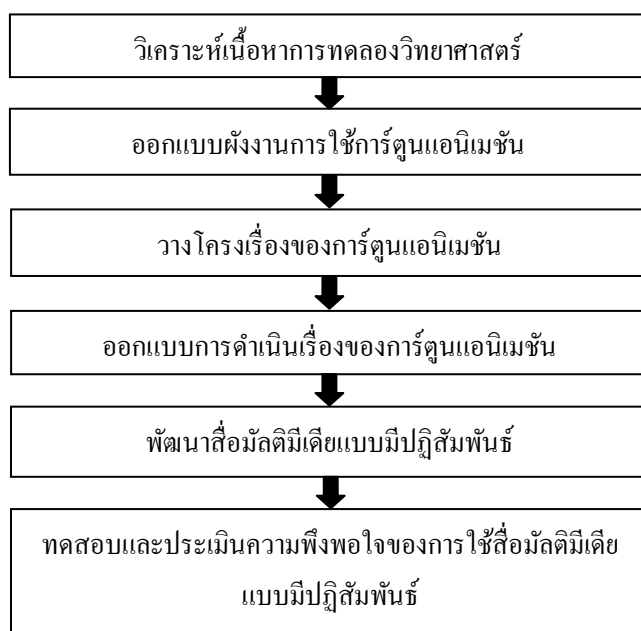 วิเคราะห์เนื้อหาการทดลองวิทยาศาสตร์
ออกแบบผังงานการใช้การ์ตูนแอนิเมชัน
วางโครงเรื่องของการ์ตูนแอนิเมชัน
ออกแบบการดำเนินเรื่องของการ์ตูนแอนิเมชัน
พัฒนาสื่อมัลติมีเดียแบบมีปฏิสัมพันธ์
ทดสอบและประเมินความพึงพอใจของการใช้สื่อมัลติมีเดีย
แบบมีปฏิสัมพันธ์